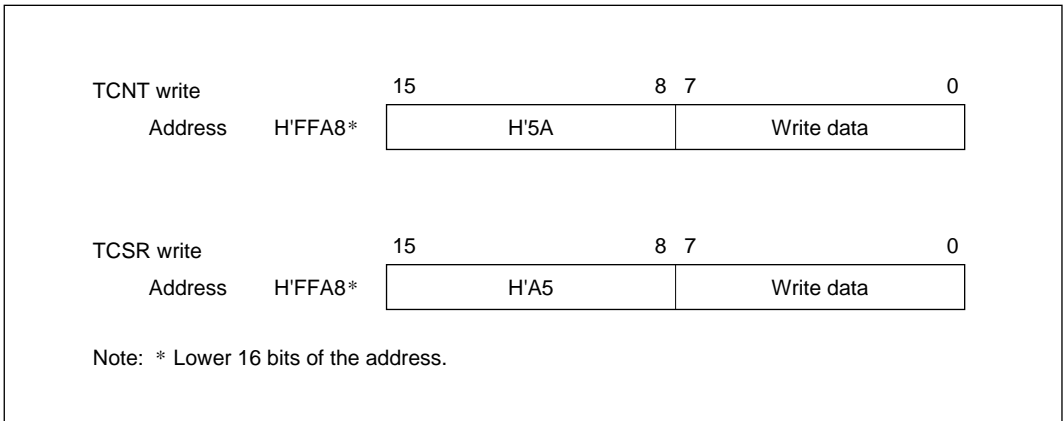 TCNT write 15 8 7 0
Address H'FFA8* H'5A Write data
TCSR write 15 8 7 0
Address H'FFA8* H'A5 Write data
Note: * Lower 16 bits of the address.